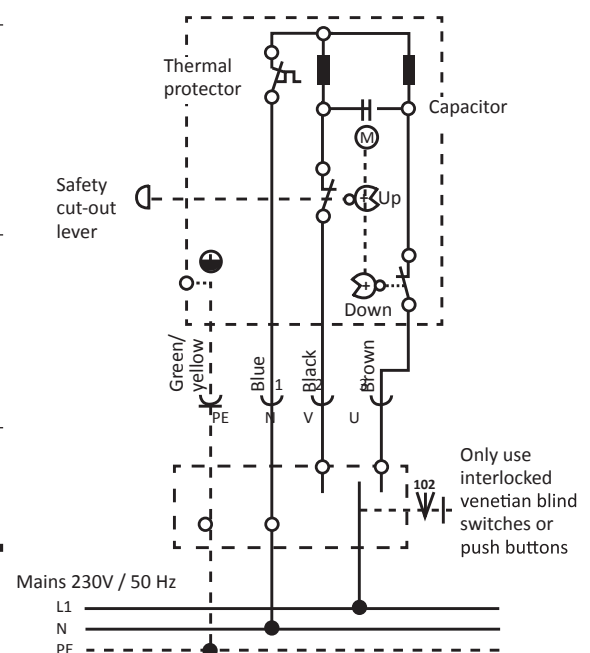 Thermal
protector
Capacitor
M
Safety
cut-out
lever
Up
Down
Green/
yellow
Blue
Black
Brown
1
2
3
PE
N
V
U
102
Only use
interlocked
venetian blind
switches or
push buttons
Mains 230V / 50 Hz
L1
N
PE